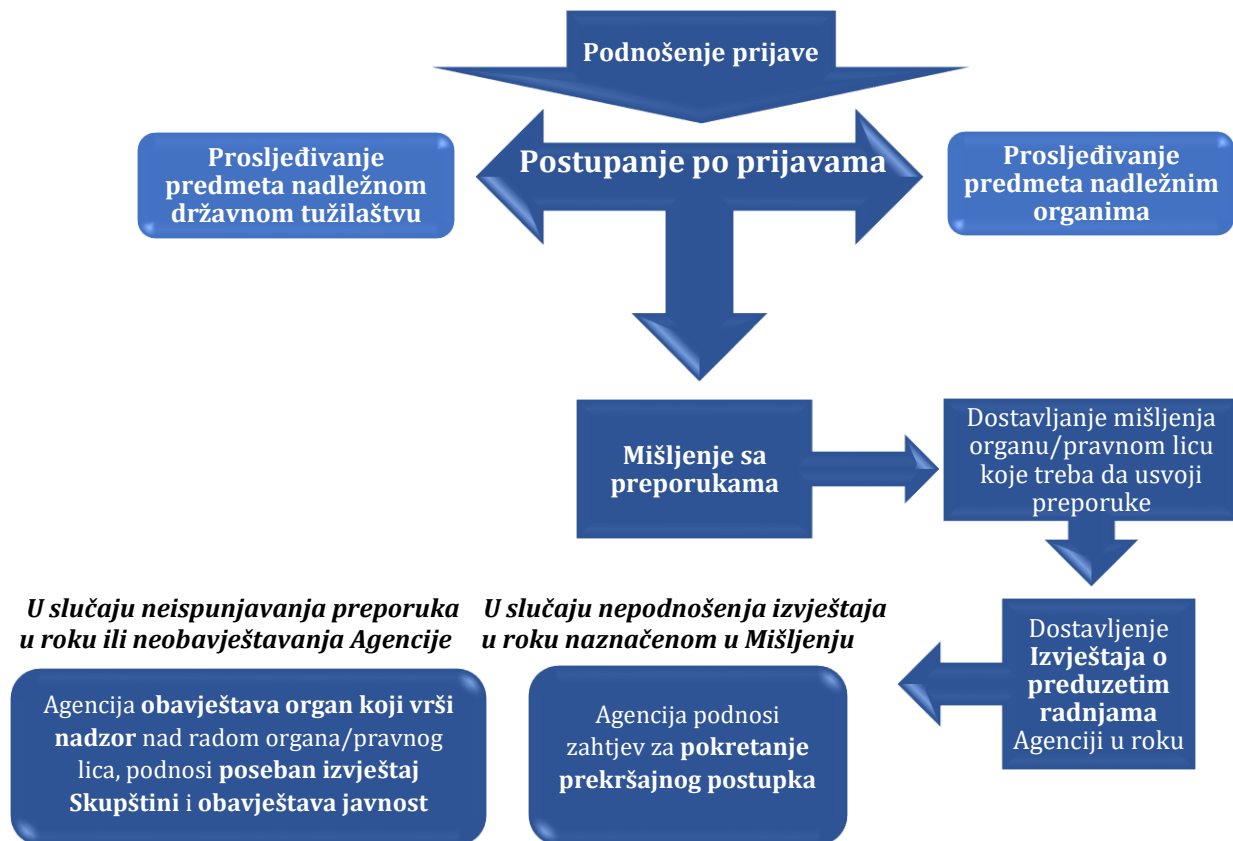 Podnošenje prijave
Postupanje po prijavama
Prosljeđivanje
predmeta nadležnom
državnom tužilaštvu
Prosljeđivanje
predmeta nadležnim
organima
Mišljenje sa
preporukama
Dostavljanje mišljenja
organu/pravnom licu
koje treba da usvoji
preporuke
Dostavljenje
Izvještaja o
preduzetim
radnjama
Agenciji u roku
U slučaju neispunjavanja preporuka
u roku ili neobavještavanja Agencije
Agencija obavještava organ koji vrši
nadzor nad radom organa/pravnog
lica, podnosi poseban izvještaj
Skupštini i obavještava javnost
U slučaju nepodnošenja izvještaja
u roku naznačenom u Mišljenju
Agencija podnosi
zahtjev za pokretanje
prekršajnog postupka